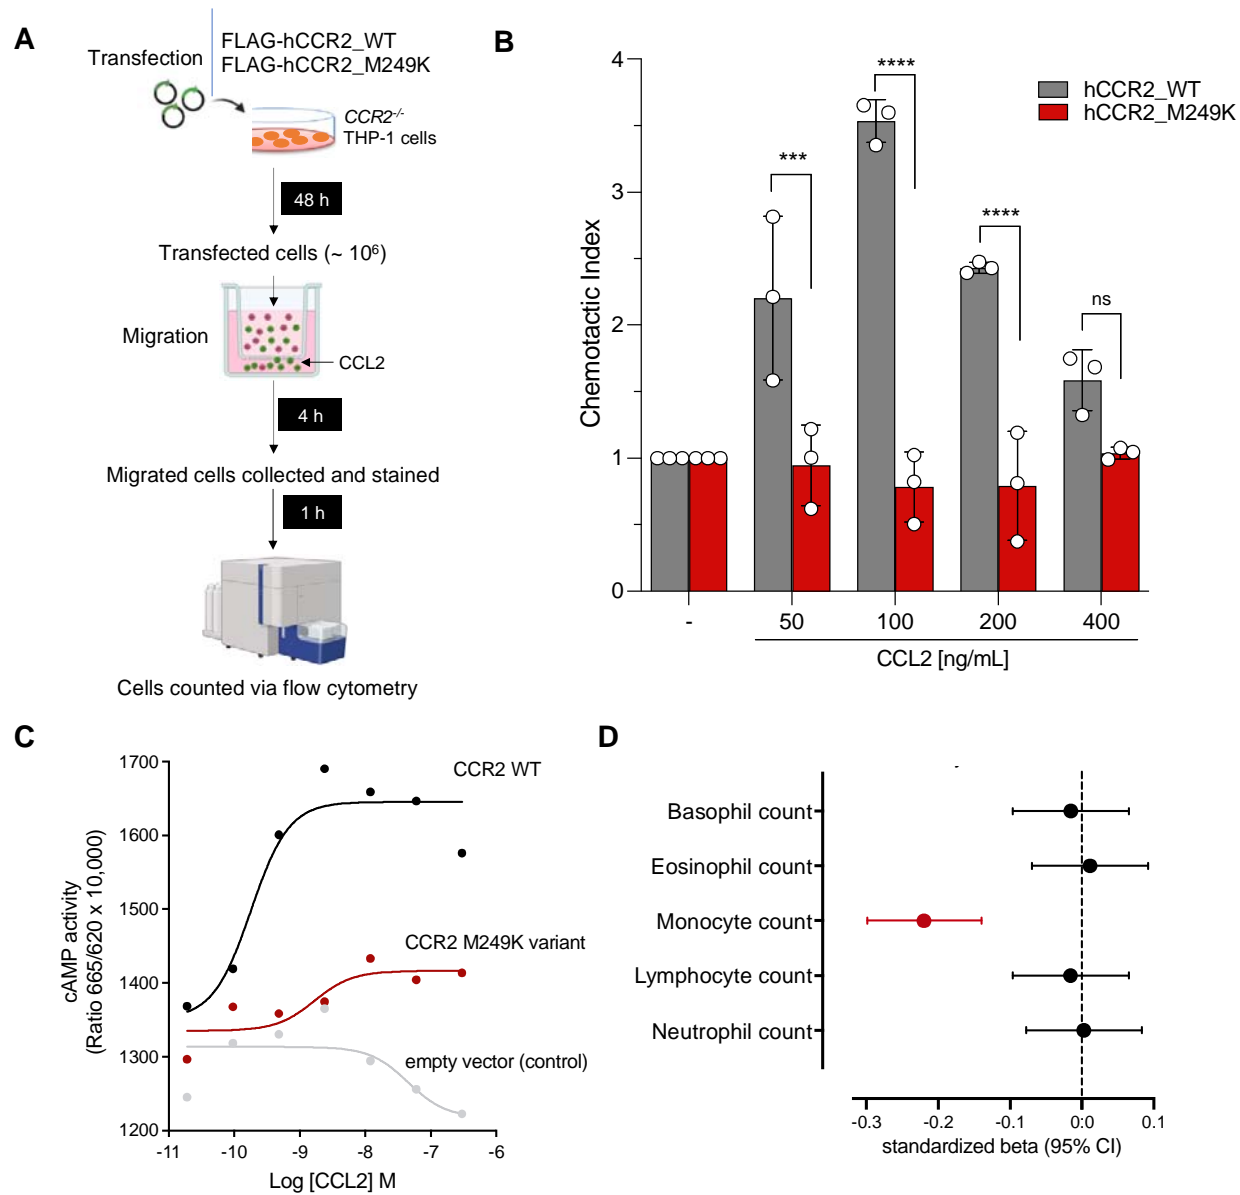 A
Transfection
FLAG-hCCR2_WT
FLAG-hCCR2_M249K
CCR2-/-
THP-1 cells
48 h
Transfected cells (~ 10⁶)
Migration
CCL2
4 h
Migrated cells collected and stained
1 h
Cells counted via flow cytometry
B
Chemotactic Index
4
3
2
1
0
***
****
****
ns
hCCR2_WT
hCCR2_M249K
-
50
100
200
400
CCL2 [ng/mL]
C
cAMP activity
(Ratio 665/620 x 10,000)
1700
1600
1500
1400
1300
1200
CCR2 WT
CCR2 M249K variant
empty vector (control)
-11
-10
-9
-8
-7
-6
Log [CCL2] M
D
Basophil count
Eosinophil count
Monocyte count
Lymphocyte count
Neutrophil count
-0.3
-0.2
-0.1
0.0
0.1
standardized beta (95% CI)